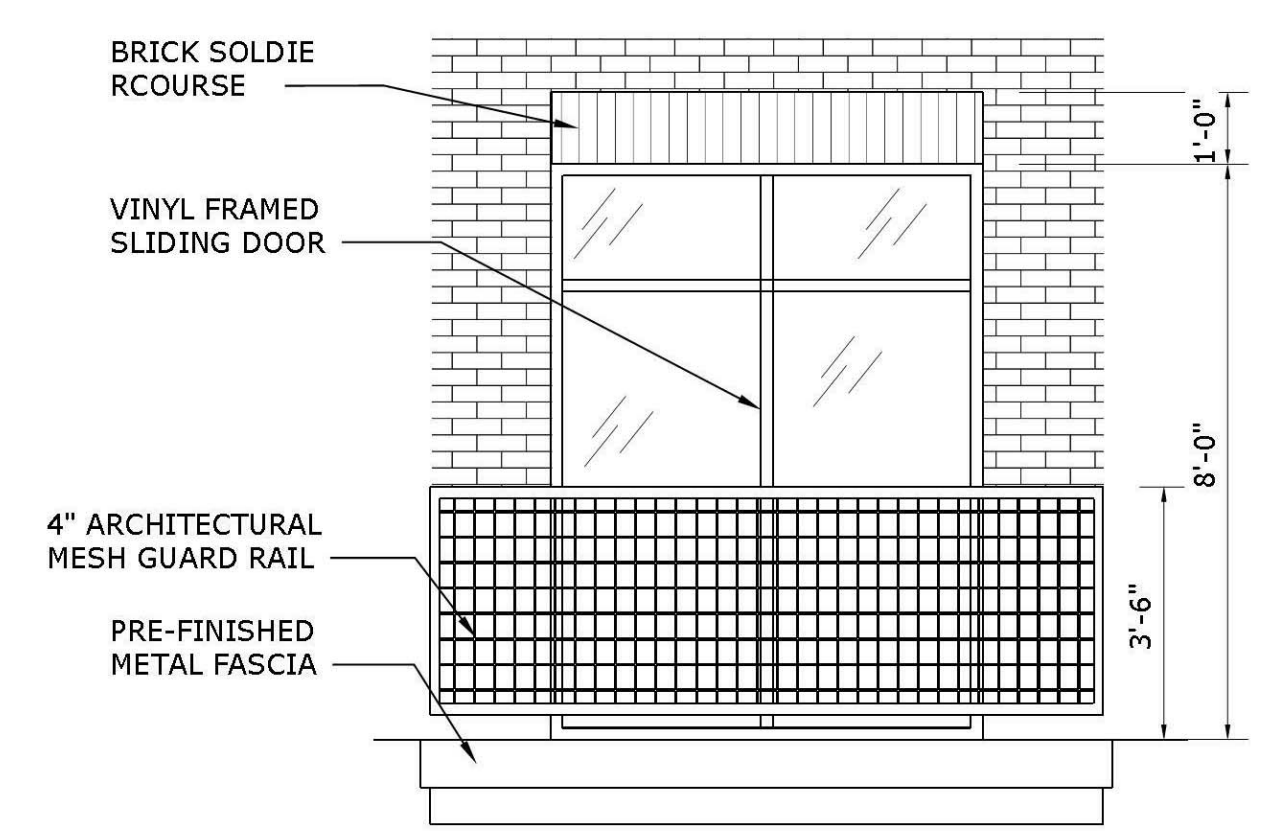 BRICK SOLDIE
RCOURSE
1'-0"
VINYL FRAMED
SLIDING DOOR
8'-0"
4" ARCHITECTURAL
MESH GUARD RAIL
3'-6"
PRE-FINISHED
METAL FASCIA